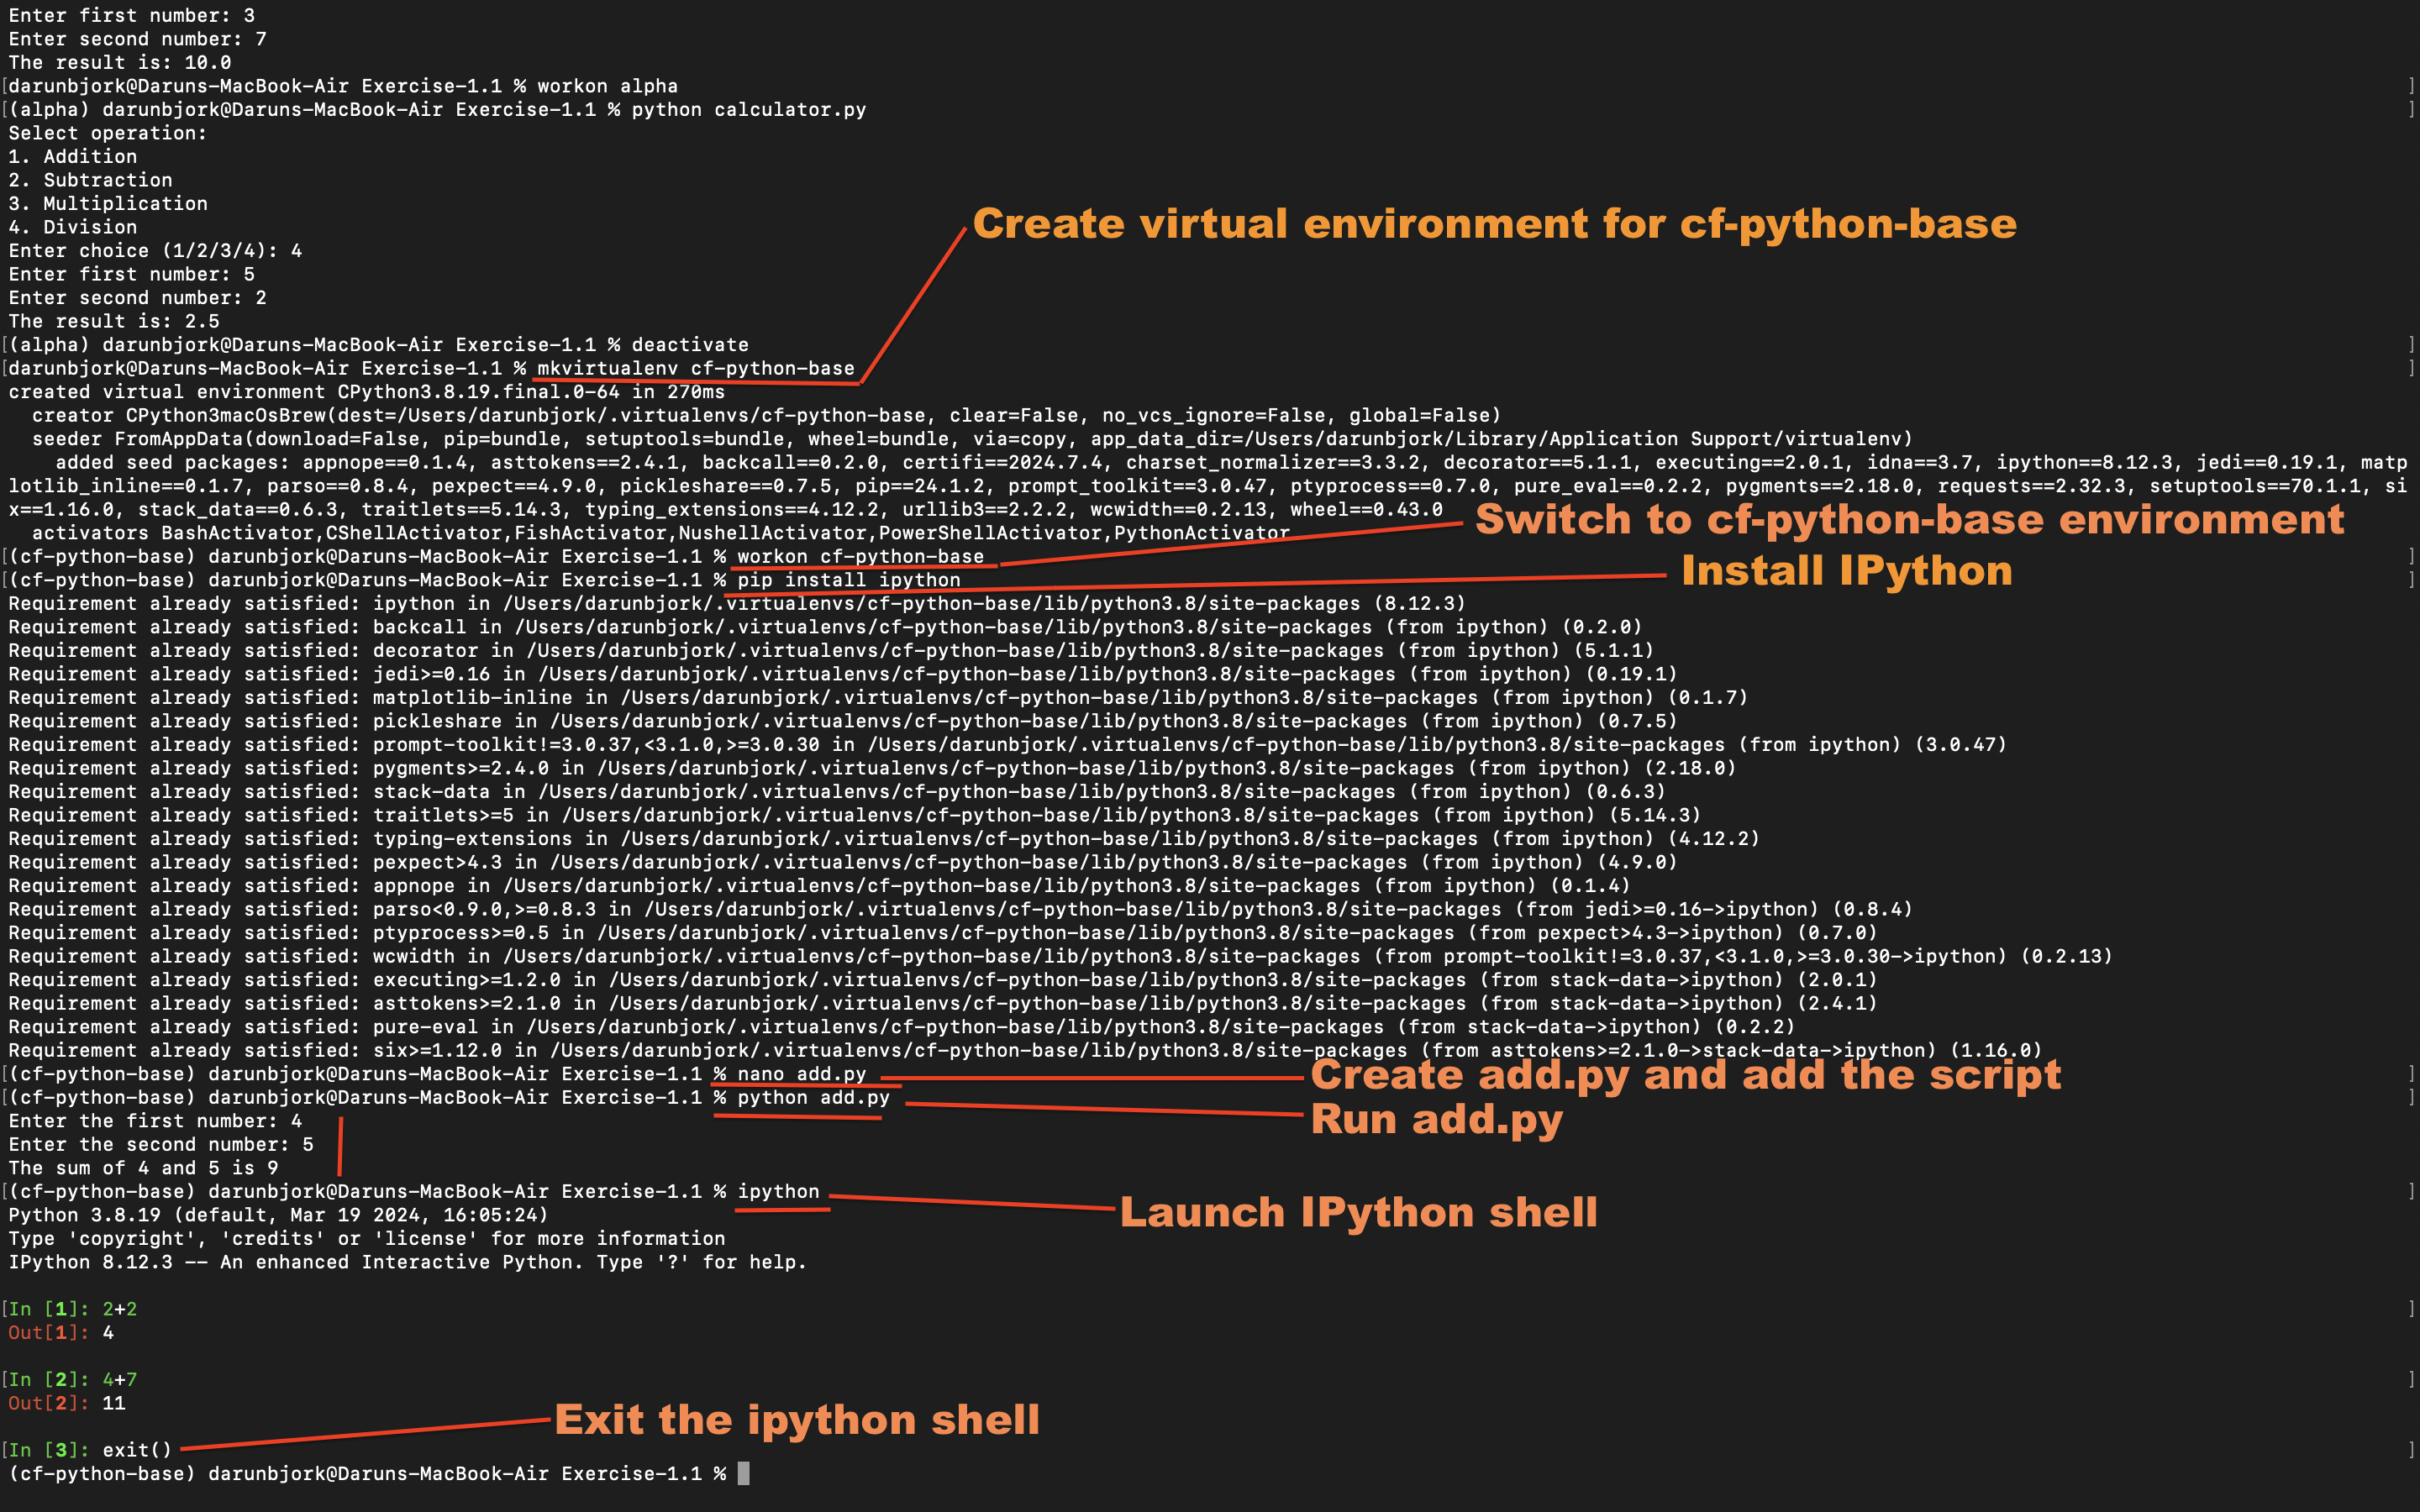 Enter first number: 3
Enter second number: 7
The result is: 10.0
[darunbjork@Daruns-MacBook-Air Exercise-1.1 % workon alpha ]
[(alpha) darunbjork@Daruns-MacBook-Air Exercise-1.1 % python calculator.py ]
Select operation:
1. Addition
2. Subtraction
3. Multiplication
4. Division
Create virtual environment for cf-python-base
Enter choice (1/2/3/4): 4
Enter first number: 5
Enter second number: 2
The result is: 2.5
[(alpha) darunbjork@Daruns-MacBook-Air Exercise-1.1 % deactivate ]
[darunbjork@Daruns-MacBook-Air Exercise-1.1 % mkvirtualenv cf-python-base ]
created virtual environment CPython3.8.19.final.0-64 in 270ms
  creator CPython3macOsBrew(dest=/Users/darunbjork/.virtualenvs/cf-python-base, clear=False, no_vcs_ignore=False, global=False)
  seeder FromAppData(download=False, pip=bundle, setuptools=bundle, wheel=bundle, via=copy, app_data_dir=/Users/darunbjork/Library/Application Support/virtualenv)
    added seed packages: appnope==0.1.4, asttokens==2.4.1, backcall==0.2.0, certifi==2024.7.4, charset_normalizer==3.3.2, decorator==5.1.1, executing==2.0.1, idna==3.7, ipython==8.12.3, jedi==0.19.1, matp
lotlib_inline==0.1.7, parso==0.8.4, pexpect==4.9.0, pickleshare==0.7.5, pip==24.1.2, prompt_toolkit==3.0.47, ptyprocess==0.7.0, pure_eval==0.2.2, pygments==2.18.0, requests==2.32.3, setuptools==70.1.1, si
x==1.16.0, stack_data==0.6.3, traitlets==5.14.3, typing_extensions==4.12.2, urllib3==2.2.2, wcwidth==0.2.13, wheel==0.43.0
Switch to cf-python-base environment
  activators BashActivator,CShellActivator,FishActivator,NushellActivator,PowerShellActivator,PythonActivator
[(cf-python-base) darunbjork@Daruns-MacBook-Air Exercise-1.1 % workon cf-python-base ]
Install IPython
[(cf-python-base) darunbjork@Daruns-MacBook-Air Exercise-1.1 % pip install ipython ]
Requirement already satisfied: ipython in /Users/darunbjork/.virtualenvs/cf-python-base/lib/python3.8/site-packages (8.12.3)
Requirement already satisfied: backcall in /Users/darunbjork/.virtualenvs/cf-python-base/lib/python3.8/site-packages (from ipython) (0.2.0)
Requirement already satisfied: decorator in /Users/darunbjork/.virtualenvs/cf-python-base/lib/python3.8/site-packages (from ipython) (5.1.1)
Requirement already satisfied: jedi>=0.16 in /Users/darunbjork/.virtualenvs/cf-python-base/lib/python3.8/site-packages (from ipython) (0.19.1)
Requirement already satisfied: matplotlib-inline in /Users/darunbjork/.virtualenvs/cf-python-base/lib/python3.8/site-packages (from ipython) (0.1.7)
Requirement already satisfied: pickleshare in /Users/darunbjork/.virtualenvs/cf-python-base/lib/python3.8/site-packages (from ipython) (0.7.5)
Requirement already satisfied: prompt-toolkit!=3.0.37,<3.1.0,>=3.0.30 in /Users/darunbjork/.virtualenvs/cf-python-base/lib/python3.8/site-packages (from ipython) (3.0.47)
Requirement already satisfied: pygments>=2.4.0 in /Users/darunbjork/.virtualenvs/cf-python-base/lib/python3.8/site-packages (from ipython) (2.18.0)
Requirement already satisfied: stack-data in /Users/darunbjork/.virtualenvs/cf-python-base/lib/python3.8/site-packages (from ipython) (0.6.3)
Requirement already satisfied: traitlets>=5 in /Users/darunbjork/.virtualenvs/cf-python-base/lib/python3.8/site-packages (from ipython) (5.14.3)
Requirement already satisfied: typing-extensions in /Users/darunbjork/.virtualenvs/cf-python-base/lib/python3.8/site-packages (from ipython) (4.12.2)
Requirement already satisfied: pexpect>4.3 in /Users/darunbjork/.virtualenvs/cf-python-base/lib/python3.8/site-packages (from ipython) (4.9.0)
Requirement already satisfied: appnope in /Users/darunbjork/.virtualenvs/cf-python-base/lib/python3.8/site-packages (from ipython) (0.1.4)
Requirement already satisfied: parso<0.9.0,>=0.8.3 in /Users/darunbjork/.virtualenvs/cf-python-base/lib/python3.8/site-packages (from jedi>=0.16->ipython) (0.8.4)
Requirement already satisfied: ptyprocess>=0.5 in /Users/darunbjork/.virtualenvs/cf-python-base/lib/python3.8/site-packages (from pexpect>4.3->ipython) (0.7.0)
Requirement already satisfied: wcwidth in /Users/darunbjork/.virtualenvs/cf-python-base/lib/python3.8/site-packages (from prompt-toolkit!=3.0.37,<3.1.0,>=3.0.30->ipython) (0.2.13)
Requirement already satisfied: executing>=1.2.0 in /Users/darunbjork/.virtualenvs/cf-python-base/lib/python3.8/site-packages (from stack-data->ipython) (2.0.1)
Requirement already satisfied: asttokens>=2.1.0 in /Users/darunbjork/.virtualenvs/cf-python-base/lib/python3.8/site-packages (from stack-data->ipython) (2.4.1)
Requirement already satisfied: pure-eval in /Users/darunbjork/.virtualenvs/cf-python-base/lib/python3.8/site-packages (from stack-data->ipython) (0.2.2)
Requirement already satisfied: six>=1.12.0 in /Users/darunbjork/.virtualenvs/cf-python-base/lib/python3.8/site-packages (from asttokens>=2.1.0->stack-data->ipython) (1.16.0)
[(cf-python-base) darunbjork@Daruns-MacBook-Air Exercise-1.1 % nano add.py ]
Create add.py and add the script
[(cf-python-base) darunbjork@Daruns-MacBook-Air Exercise-1.1 % python add.py ]
Run add.py
Enter the first number: 4
Enter the second number: 5
The sum of 4 and 5 is 9
[(cf-python-base) darunbjork@Daruns-MacBook-Air Exercise-1.1 % ipython ]
Launch IPython shell
Python 3.8.19 (default, Mar 19 2024, 16:05:24)
Type 'copyright', 'credits' or 'license' for more information
IPython 8.12.3 -- An enhanced Interactive Python. Type '?' for help.
[In [1]: 2+2 ]
Out[1]: 4
[In [2]: 4+7 ]
Out[2]: 11
Exit the ipython shell
[In [3]: exit() ]
(cf-python-base) darunbjork@Daruns-MacBook-Air Exercise-1.1 %